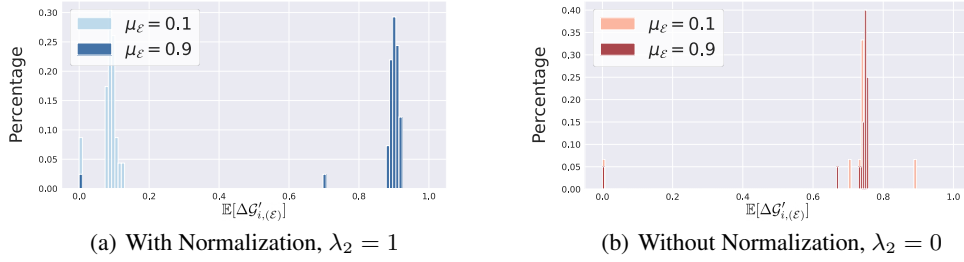 0.30
0.25
0.20
0.15
0.10
0.05
0.00
Percentage
μ_ℰ = 0.1
μ_ℰ = 0.9
0.0 0.2 0.4 0.6 0.8 1.0
𝔼[Δ𝒢′_{i,(ℰ)}]
(a) With Normalization, λ₂ = 1
0.40
0.35
0.30
0.25
0.20
0.15
0.10
0.05
0.00
Percentage
μ_ℰ = 0.1
μ_ℰ = 0.9
0.0 0.2 0.4 0.6 0.8 1.0
𝔼[Δ𝒢′_{i,(ℰ)}]
(b) Without Normalization, λ₂ = 0